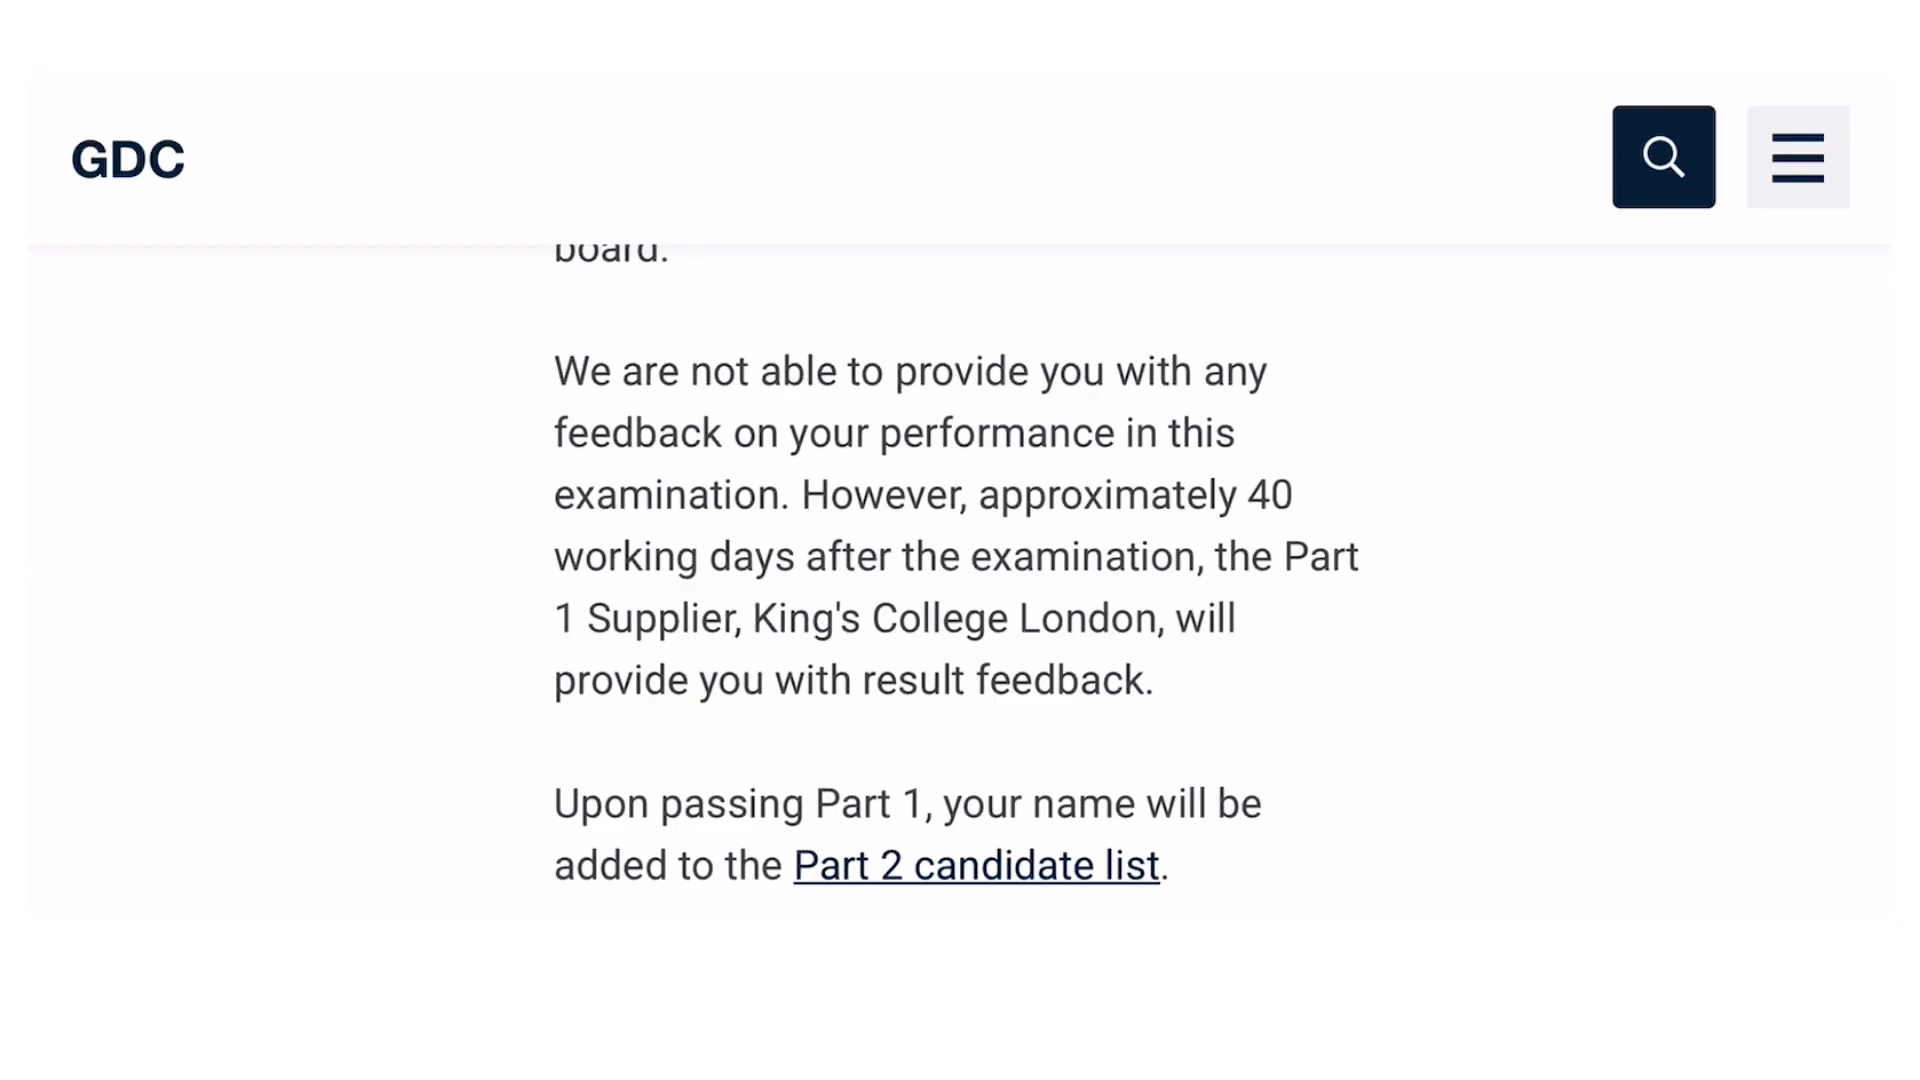 GDC
board.
We are not able to provide you with any
feedback on your performance in this
examination. However, approximately 40
working days after the examination, the Part
1 Supplier, King's College London, will
provide you with result feedback.
Upon passing Part 1, your name will be
added to the Part 2 candidate list.